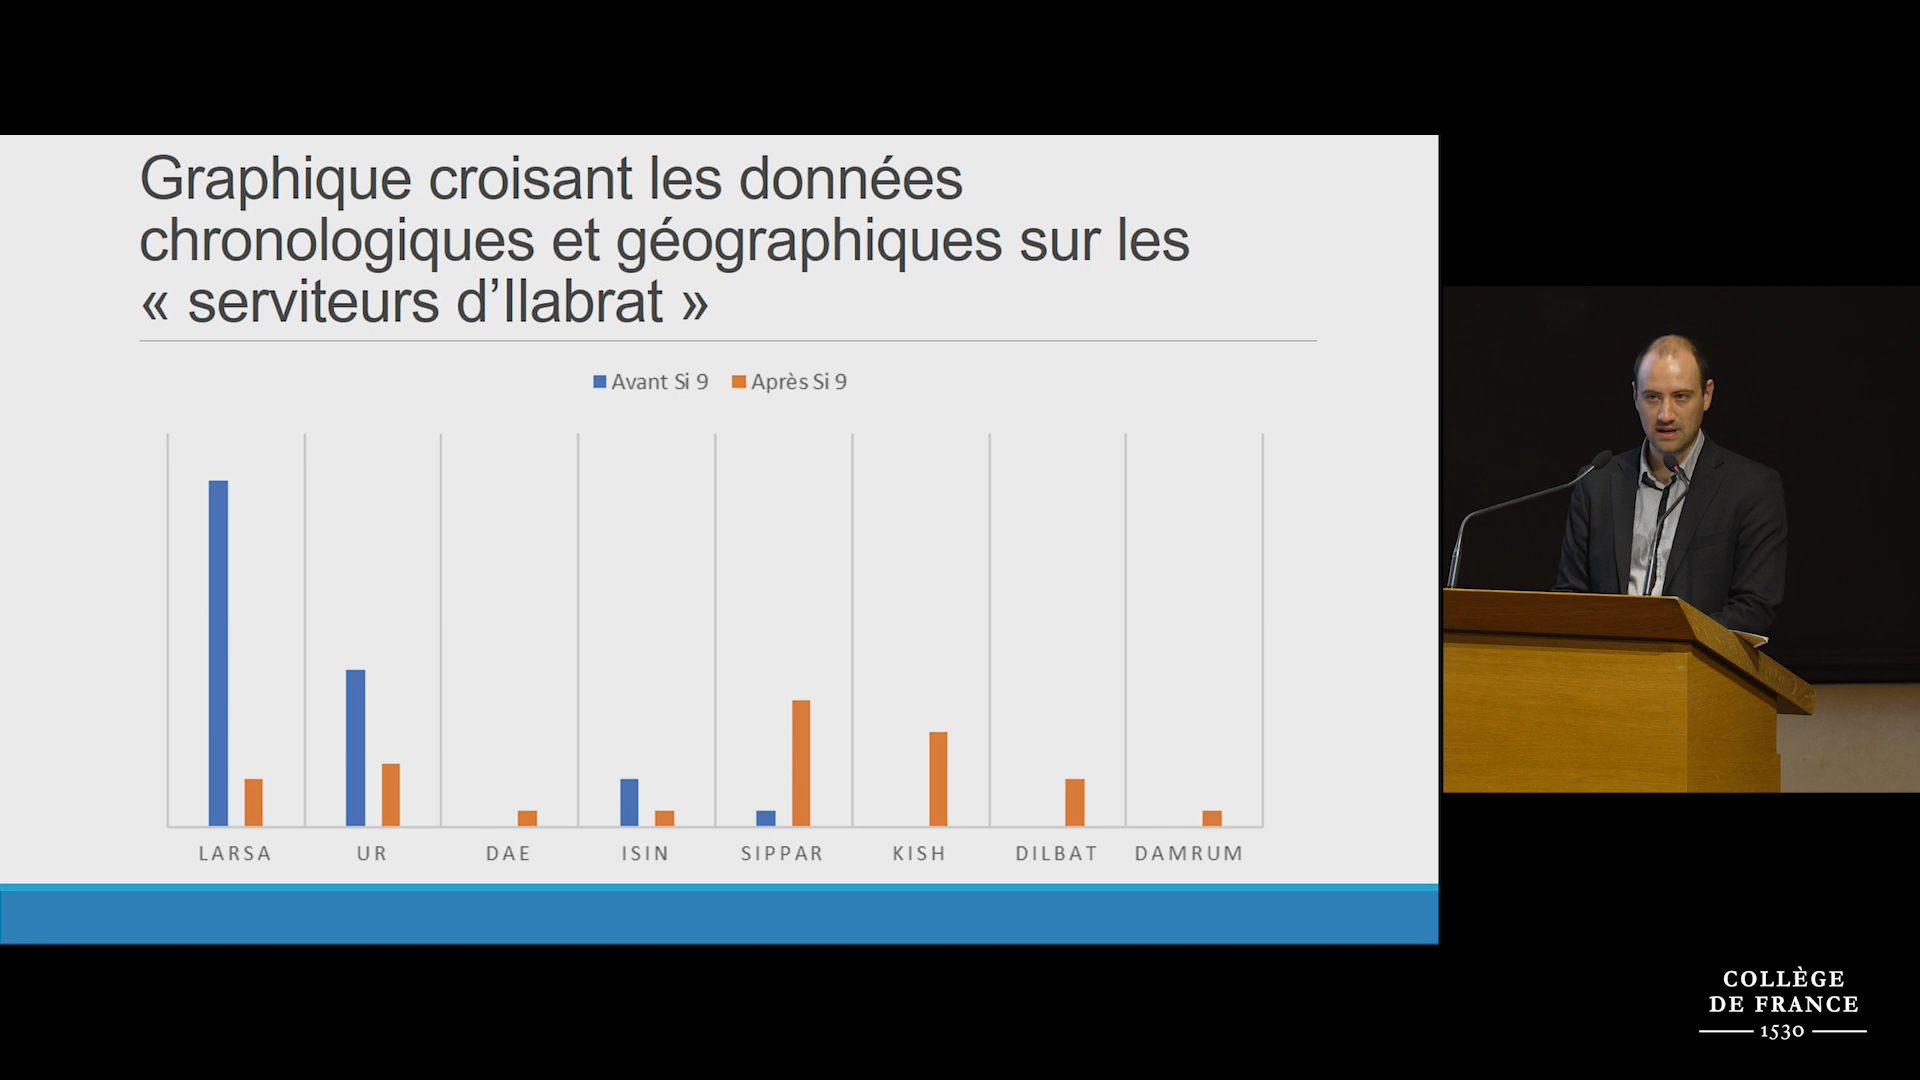 Graphique croisant les données
chronologiques et géographiques sur les
« serviteurs d’Ilabrat »
Avant Si 9 Après Si 9
LARSA UR DAE ISIN SIPPAR KISH DILBAT DAMRUM
COLLÈGE
DE FRANCE
1530